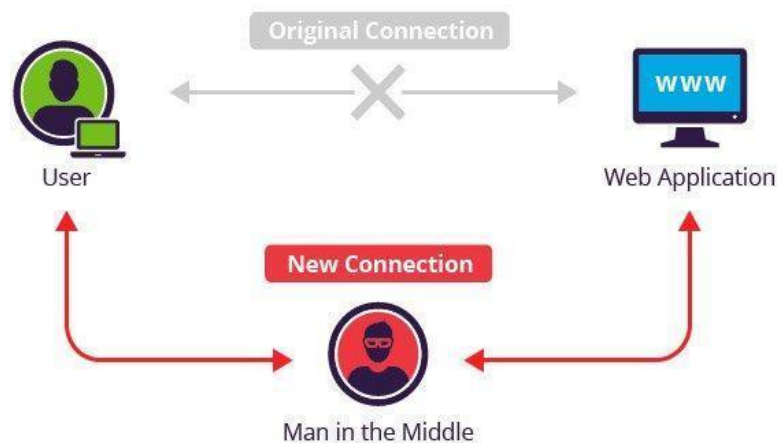 Original Connection
WWW
User
Web Application
New Connection
Man in the Middle